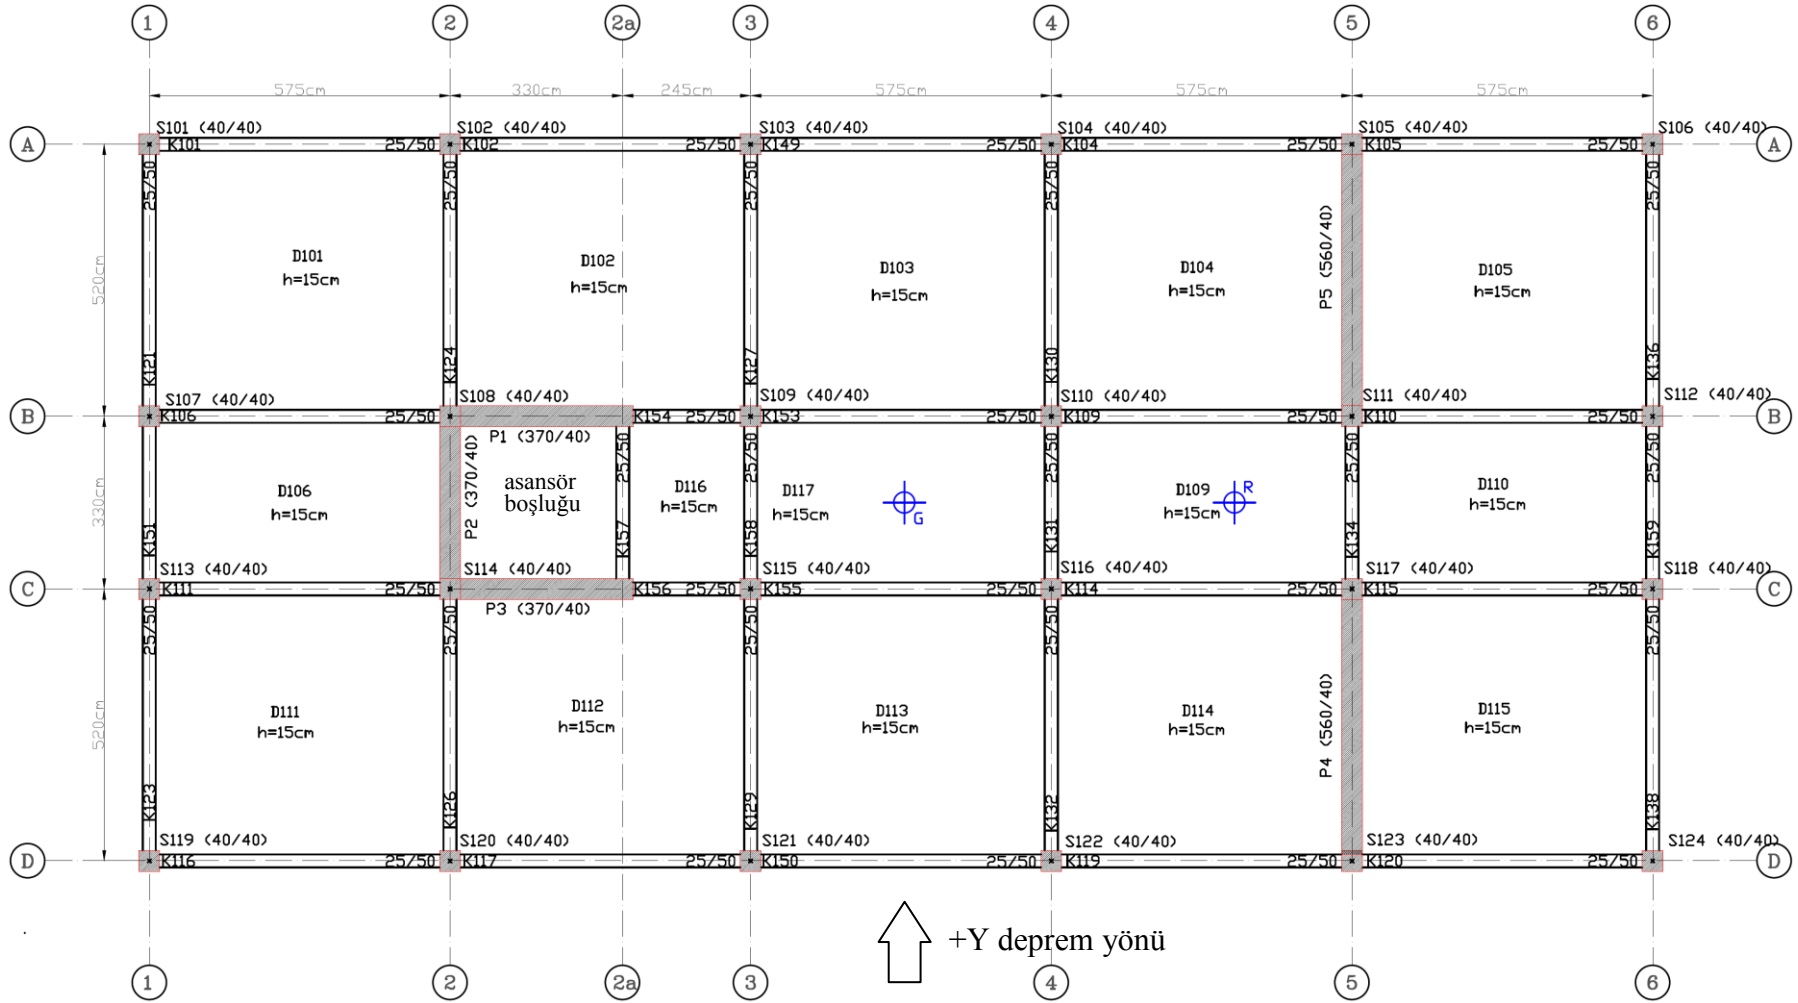 1 2 2a 3 4 5 6
575cm 330cm 245cm 575cm 575cm 575cm
S101 (40/40) S102 (40/40) S103 (40/40) S104 (40/40) S105 (40/40) S106 (40/40)
A K101 25/50 K102 25/50 K149 25/50 K104 25/50 K105 25/50 A
25/50 25/50 25/50 25/50 25/50
520cm
D101 D102 D103 D104 D105
h=15cm h=15cm h=15cm h=15cm h=15cm
P5 (560/40)
K121 K124 K127 K130 K136
S107 (40/40) S108 (40/40) S109 (40/40) S110 (40/40) S111 (40/40) S112 (40/40)
B K106 25/50 K154 25/50 K153 25/50 K109 25/50 K110 25/50 B
P1 (370/40)
25/50 25/50 25/50 25/50 25/50
330cm
P2 (370/40)
asansör
boşluğu
D106 D116 D117 D109 D110
h=15cm h=15cm h=15cm h=15cm h=15cm
G
R
K151 K157 K158 K131 K134 K159
S113 (40/40) S114 (40/40) S115 (40/40) S116 (40/40) S117 (40/40) S118 (40/40)
C K111 25/50 K156 25/50 K155 25/50 K114 25/50 K115 25/50 C
P3 (370/40)
25/50 25/50 25/50 25/50 25/50
520cm
D111 D112 D113 D114 D115
h=15cm h=15cm h=15cm h=15cm h=15cm
P4 (560/40)
K123 K126 K129 K132 K138
S119 (40/40) S120 (40/40) S121 (40/40) S122 (40/40) S123 (40/40) S124 (40/40)
D K116 25/50 K117 25/50 K150 25/50 K119 25/50 K120 25/50 D
+Y deprem yönü
1 2 2a 3 4 5 6